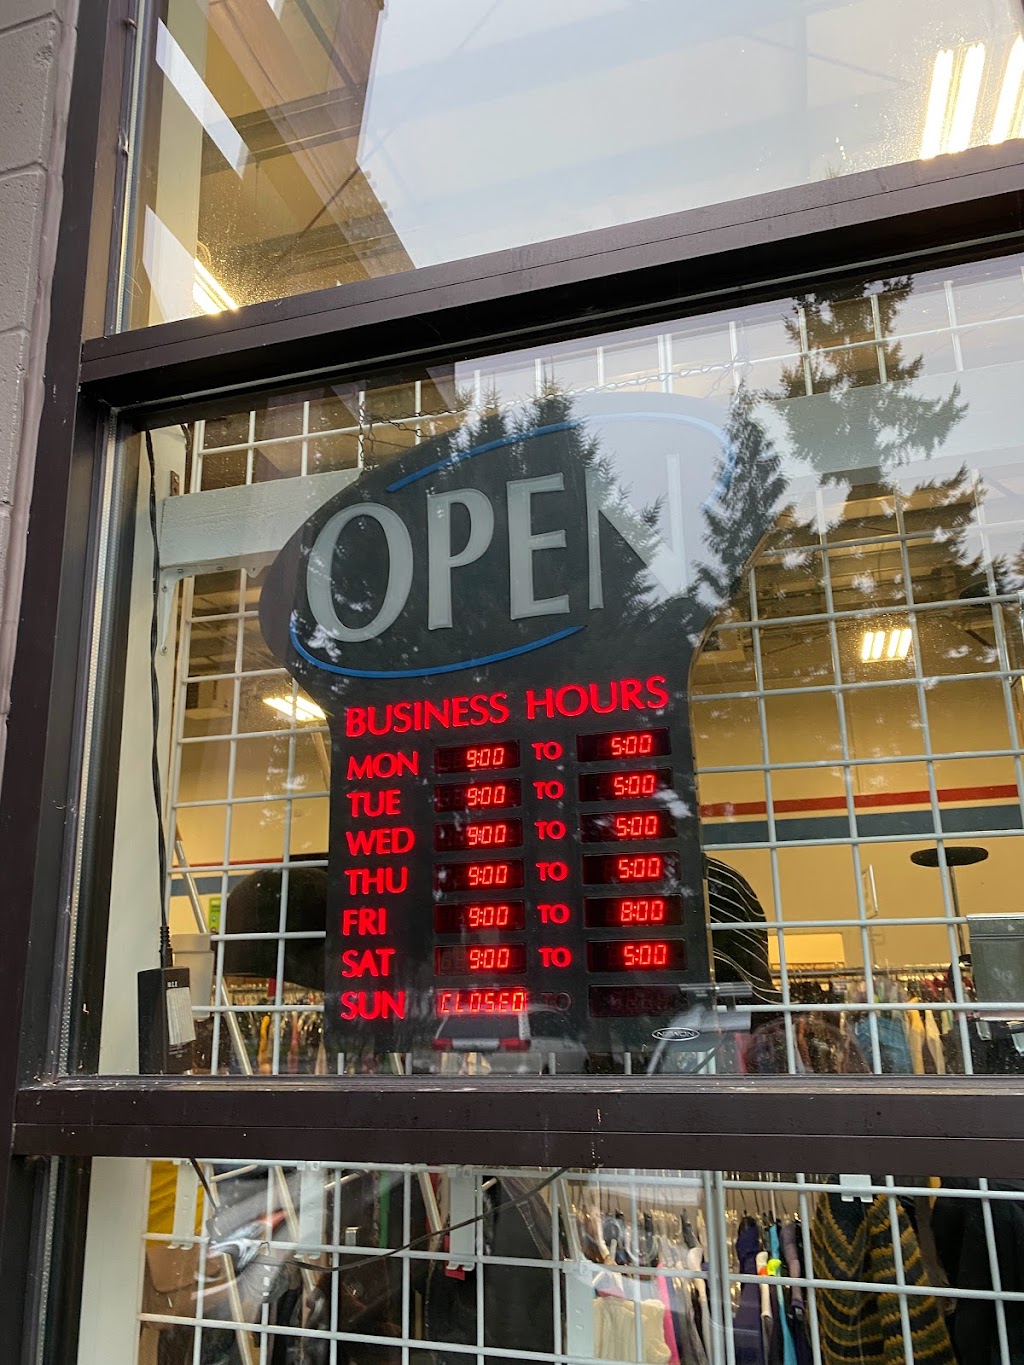 OPEN
BUSINESS HOURS
MON 9:00 TO 5:00
TUE 9:00 TO 5:00
WED 9:00 TO 5:00
THU 9:00 TO 5:00
FRI 9:00 TO 8:00
SAT 9:00 TO 5:00
SUN CLOSED TO